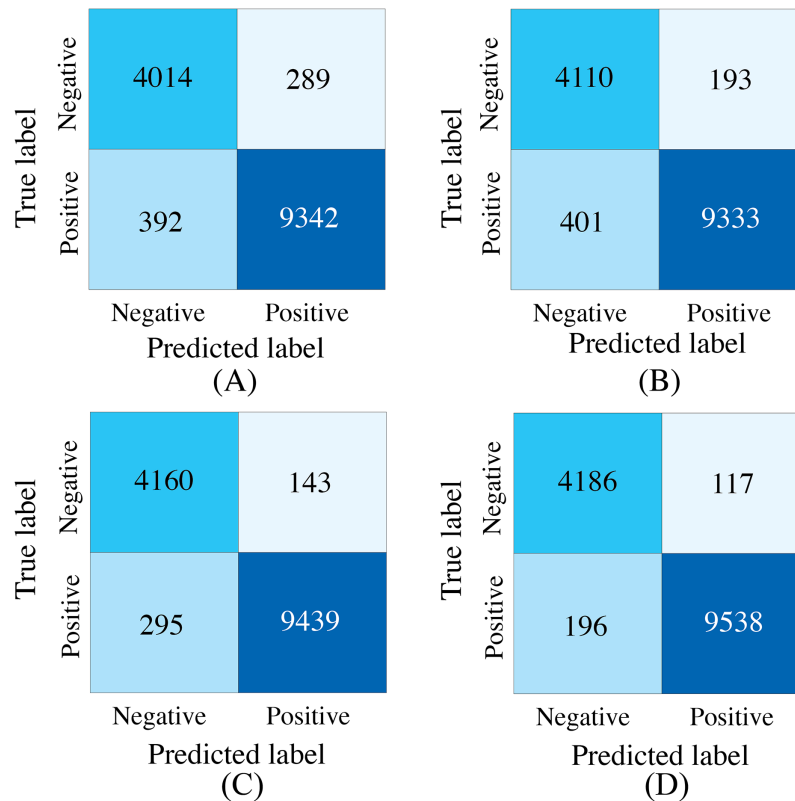 Negative 4014 289
True label
Positive 392 9342
Negative Positive
Predicted label
(A)
Negative 4110 193
True label
Positive 401 9333
Negative Positive
Predicted label
(B)
Negative 4160 143
True label
Positive 295 9439
Negative Positive
Predicted label
(C)
Negative 4186 117
True label
Positive 196 9538
Negative Positive
Predicted label
(D)